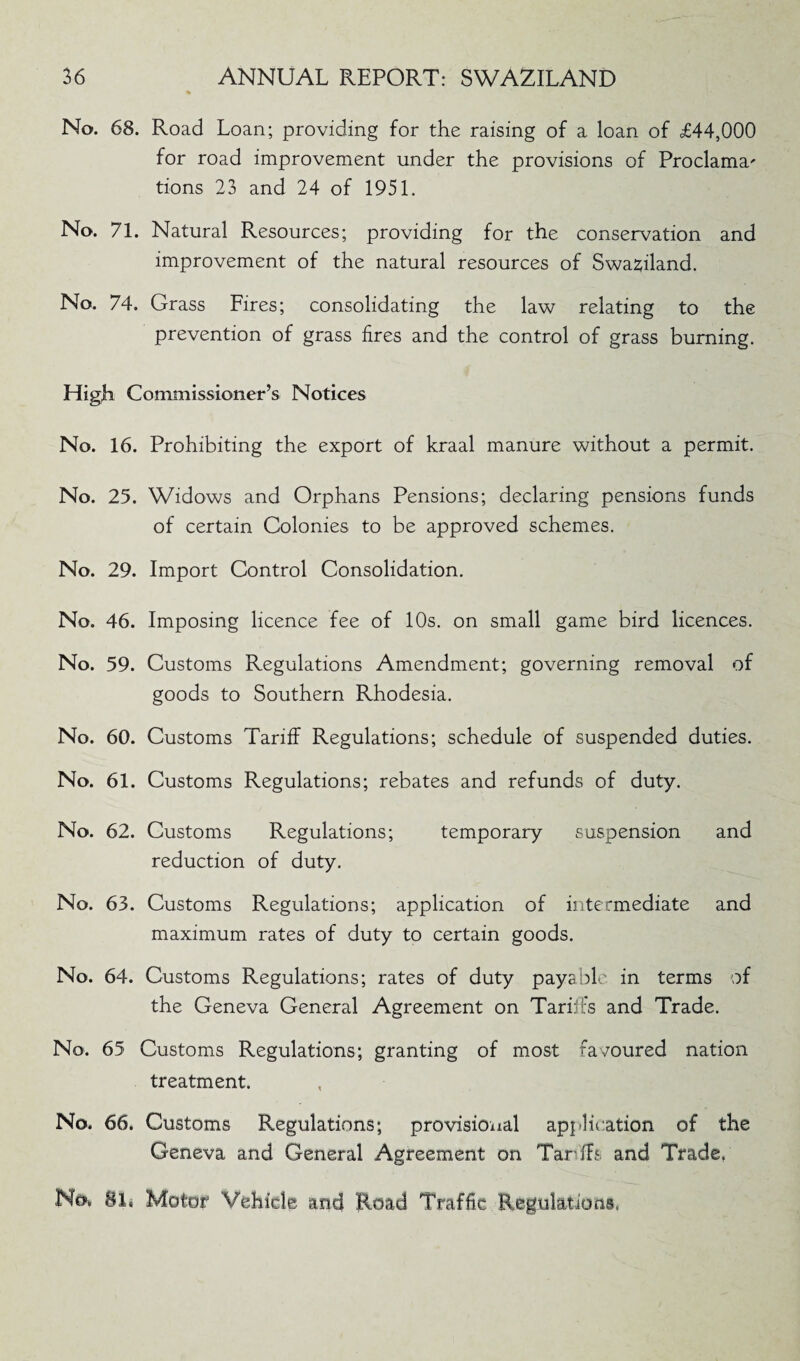 36 ANNUAL REPORT: SWAZILAND
No. 68. Road Loan; providing for the raising of a loan of £44,000
for road improvement under the provisions of Proclama-
tions 23 and 24 of 1951.
No. 71. Natural Resources; providing for the conservation and
improvement of the natural resources of Swaziland.
No. 74. Grass Fires; consolidating the law relating to the
prevention of grass fires and the control of grass burning.
High Commissioner's Notices
No. 16. Prohibiting the export of kraal manure without a permit.
No. 25. Widows and Orphans Pensions; declaring pensions funds
of certain Colonies to be approved schemes.
No. 29. Import Control Consolidation.
No. 46. Imposing licence fee of 10s. on small game bird licences.
No. 59. Customs Regulations Amendment; governing removal of
goods to Southern Rhodesia.
No. 60. Customs Tariff Regulations; schedule of suspended duties.
No. 61. Customs Regulations; rebates and refunds of duty.
No. 62. Customs Regulations; temporary suspension and
reduction of duty.
No. 63. Customs Regulations; application of intermediate and
maximum rates of duty to certain goods.
No. 64. Customs Regulations; rates of duty payable in terms of
the Geneva General Agreement on Tariffs and Trade.
No. 65 Customs Regulations; granting of most favoured nation
treatment.
No. 66. Customs Regulations; provisional application of the
Geneva and General Agreement on Tariffs and Trade.
No. 81. Motor Vehicle and Road Traffic Regulations.